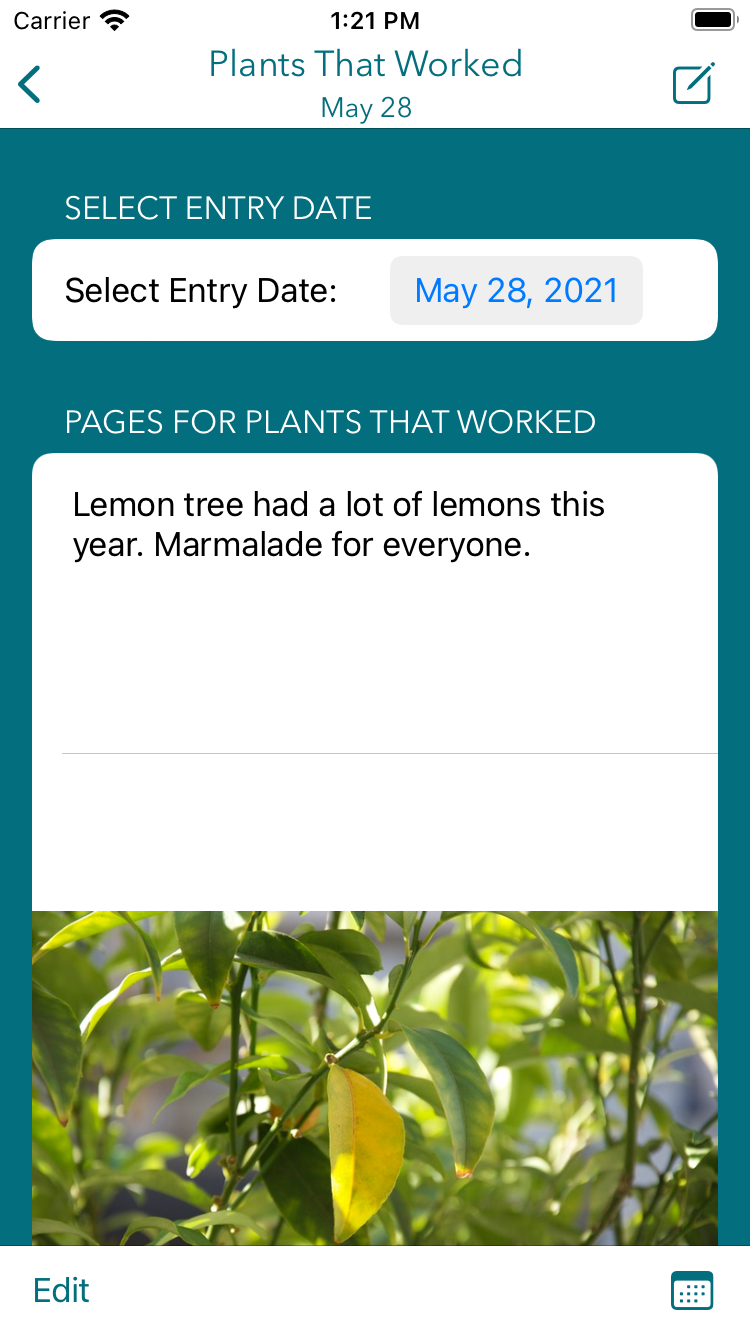 Carrier 1:21 PM
Plants That Worked
May 28
SELECT ENTRY DATE
Select Entry Date: May 28, 2021
PAGES FOR PLANTS THAT WORKED
Lemon tree had a lot of lemons this
year. Marmalade for everyone.
Edit